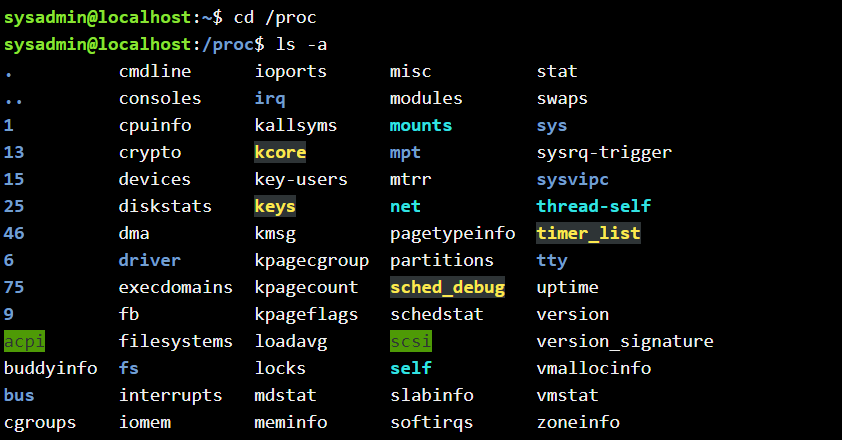 sysadmin@localhost:~$ cd /proc
sysadmin@localhost:/proc$ ls -a
. cmdline ioports misc stat
.. consoles irq modules swaps
1 cpuinfo kallsyms mounts sys
13 crypto kcore mpt sysrq-trigger
15 devices key-users mtrr sysvipc
25 diskstats keys net thread-self
46 dma kmsg pagetypeinfo timer_list
6 driver kpagecgroup partitions tty
75 execdomains kpagecount sched_debug uptime
9 fb kpageflags schedstat version
acpi filesystems loadavg scsi version_signature
buddyinfo fs locks self vmallocinfo
bus interrupts mdstat slabinfo vmstat
cgroups iomem meminfo softirqs zoneinfo